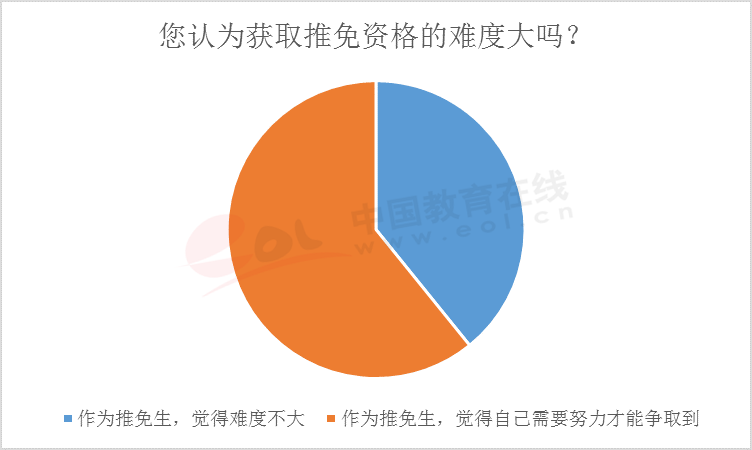 您认为获取推免资格的难度大吗？
中国教育在线
www.eol.cn
eol
作为推免生，觉得难度不大
作为推免生，觉得自己需要努力才能争取到